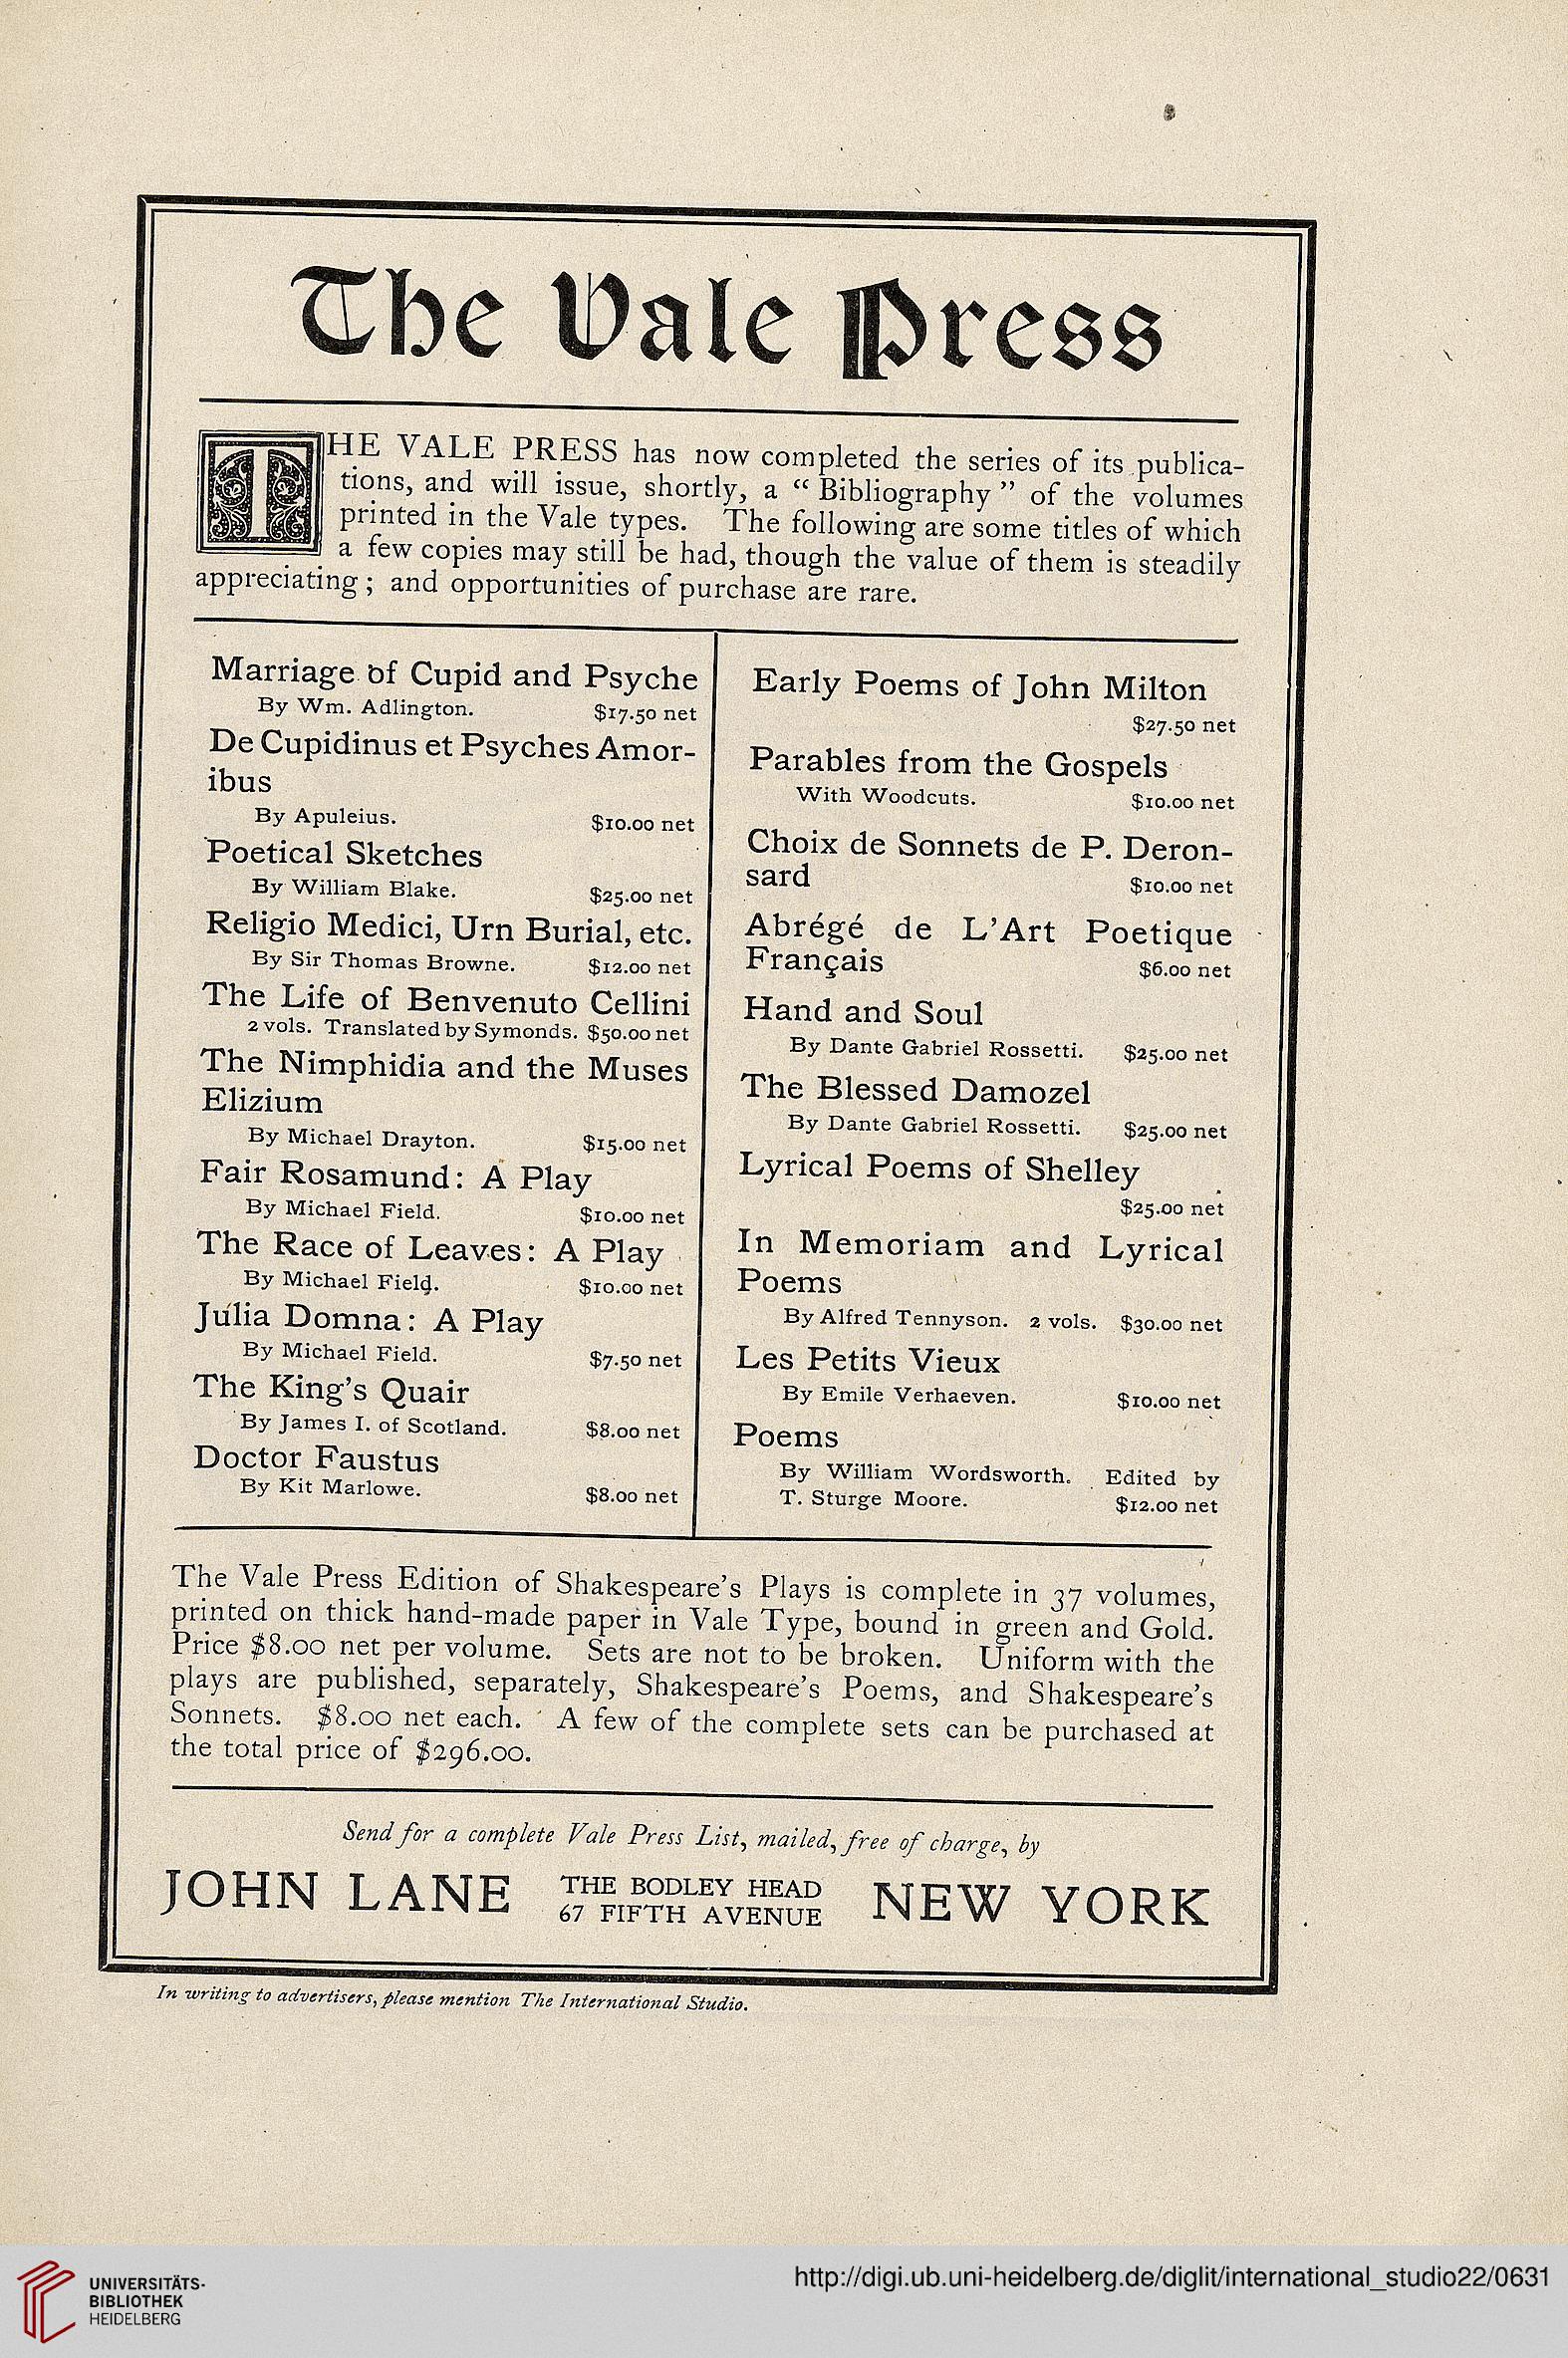 The Vale Press
THE VALE PRESS has now completed the series of its publica-
tions, and will issue, shortly, a “ Bibliography ” of the volumes
printed in the Vale types. The following are some titles of which
a few copies may still be had, though the value of them is steadily
appreciating ; and opportunities of purchase are rare.
Marriage of Cupid and Psyche
By Wm. Adlington. $17.50 net
De Cupidinus et Psyches Amor-
ibus
By Apuleius. $10.00 net
Poetical Sketches
By William Blake. $25.00 net
Religio Medici, Urn Burial, etc.
By Sir Thomas Browne. $12.00 net
The Life of Benvenuto Cellini
2 vols. Translated by Symonds. $50.00 net
The Nimphidia and the Muses
Elizium
By Michael Drayton. $15.00 net
Fair Rosamund: A Play
By Michael Field. $10.00 net
The Race of Leaves: A Play
By Michael Field. $10.00 net
Julia Domna: A Play
By Michael Field. $7.50 net
The King’s Quair
By James I. of Scotland. $8.00 net
Doctor Faustus
By Kit Marlowe. $8.00 net
Early Poems of John Milton
$27.50 net
Parables from the Gospels
With Woodcuts. $10.00 net
Choix de Sonnets de P. Deron-
sard $10.00 net
Abrégé de L’Art Poetique
Français $6.00 net
Hand and Soul
By Dante Gabriel Rossetti. $25.00 net
The Blessed Damozel
By Dante Gabriel Rossetti. $25.00 net
Lyrical Poems of Shelley
$25.00 net
In Memoriam and Lyrical
Poems
By Alfred Tennyson. 2 vols. $30.00 net
Les Petits Vieux
By Emile Verhaeven. $10.00 net
Poems
By William Wordsworth. Edited by
T. Sturge Moore. $12.00 net
The Vale Press Edition of Shakespeare’s Plays is complete in 37 volumes,
printed on thick hand-made paper in Vale Type, bound in green and Gold.
Price $8.00 net per volume. Sets are not to be broken. Uniform with the
plays are published, separately, Shakespeare’s Poems, and Shakespeare’s
Sonnets. $8.00 net each. A few of the complete sets can be purchased at
the total price of $296.00.
Send for a complete Vale Press List, mailed, free of charge, by
JOHN LANE THE BODLEY HEAD NEW YORK
67 FIFTH AVENUE
In writing to advertisers, please mention The International Studio.
UNIVERSITÄTS-
BIBLIOTHEK
HEIDELBERG
http://digi.ub.uni-heidelberg.de/diglit/international_studio22/0631